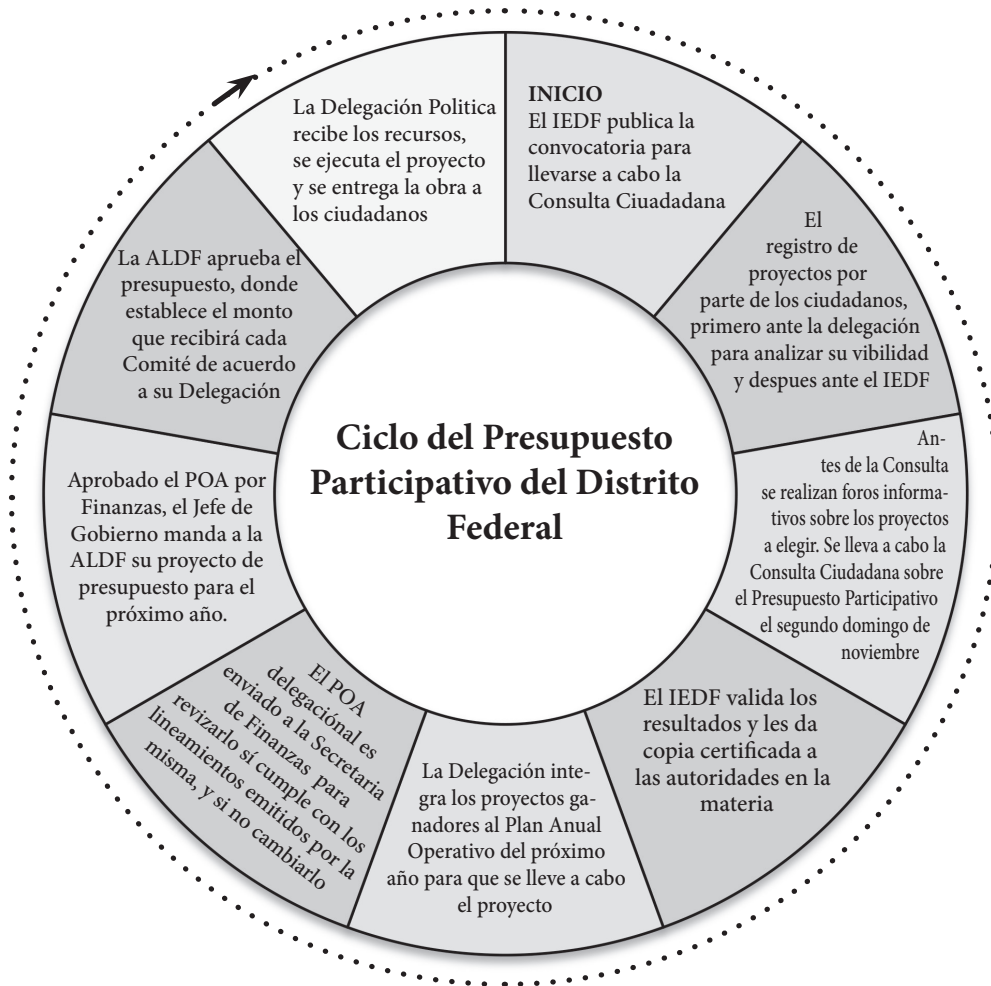 Ciclo del Presupuesto
Participativo del Distrito
Federal
INICIO
El IEDF publica la
convocatoria para
llevarse a cabo la
Consulta Ciuadadana
El
registro de
proyectos por
parte de los ciudadanos,
primero ante la delegación
para analizar su vibilidad
y despues ante el IEDF
An-
tes de la Consulta
se realizan foros informa-
tivos sobre los proyectos
a elegir. Se lleva a cabo la
Consulta Ciudadana sobre
el Presupuesto Participativo
el segundo domingo de
noviembre
El IEDF valida los
resultados y les da
copia certificada a
las autoridades en la
materia
La Delegación inte-
gra los proyectos ga-
nadores al Plan Anual
Operativo del próximo
año para que se lleve a cabo
el proyecto
El POA
delegaciónal es
enviado a la Secretaria
de Finanzas para
revizarlo sí cumple con los
lineamientos emitidos por la
misma, y si no cambiarlo
Aprobado el POA por
Finanzas, el Jefe de
Gobierno manda a la
ALDF su proyecto de
presupuesto para el
próximo año.
La ALDF aprueba el
presupuesto, donde
establece el monto
que recibirá cada
Comité de acuerdo
a su Delegación
La Delegación Politica
recibe los recursos,
se ejecuta el proyecto
y se entrega la obra a
los ciudadanos